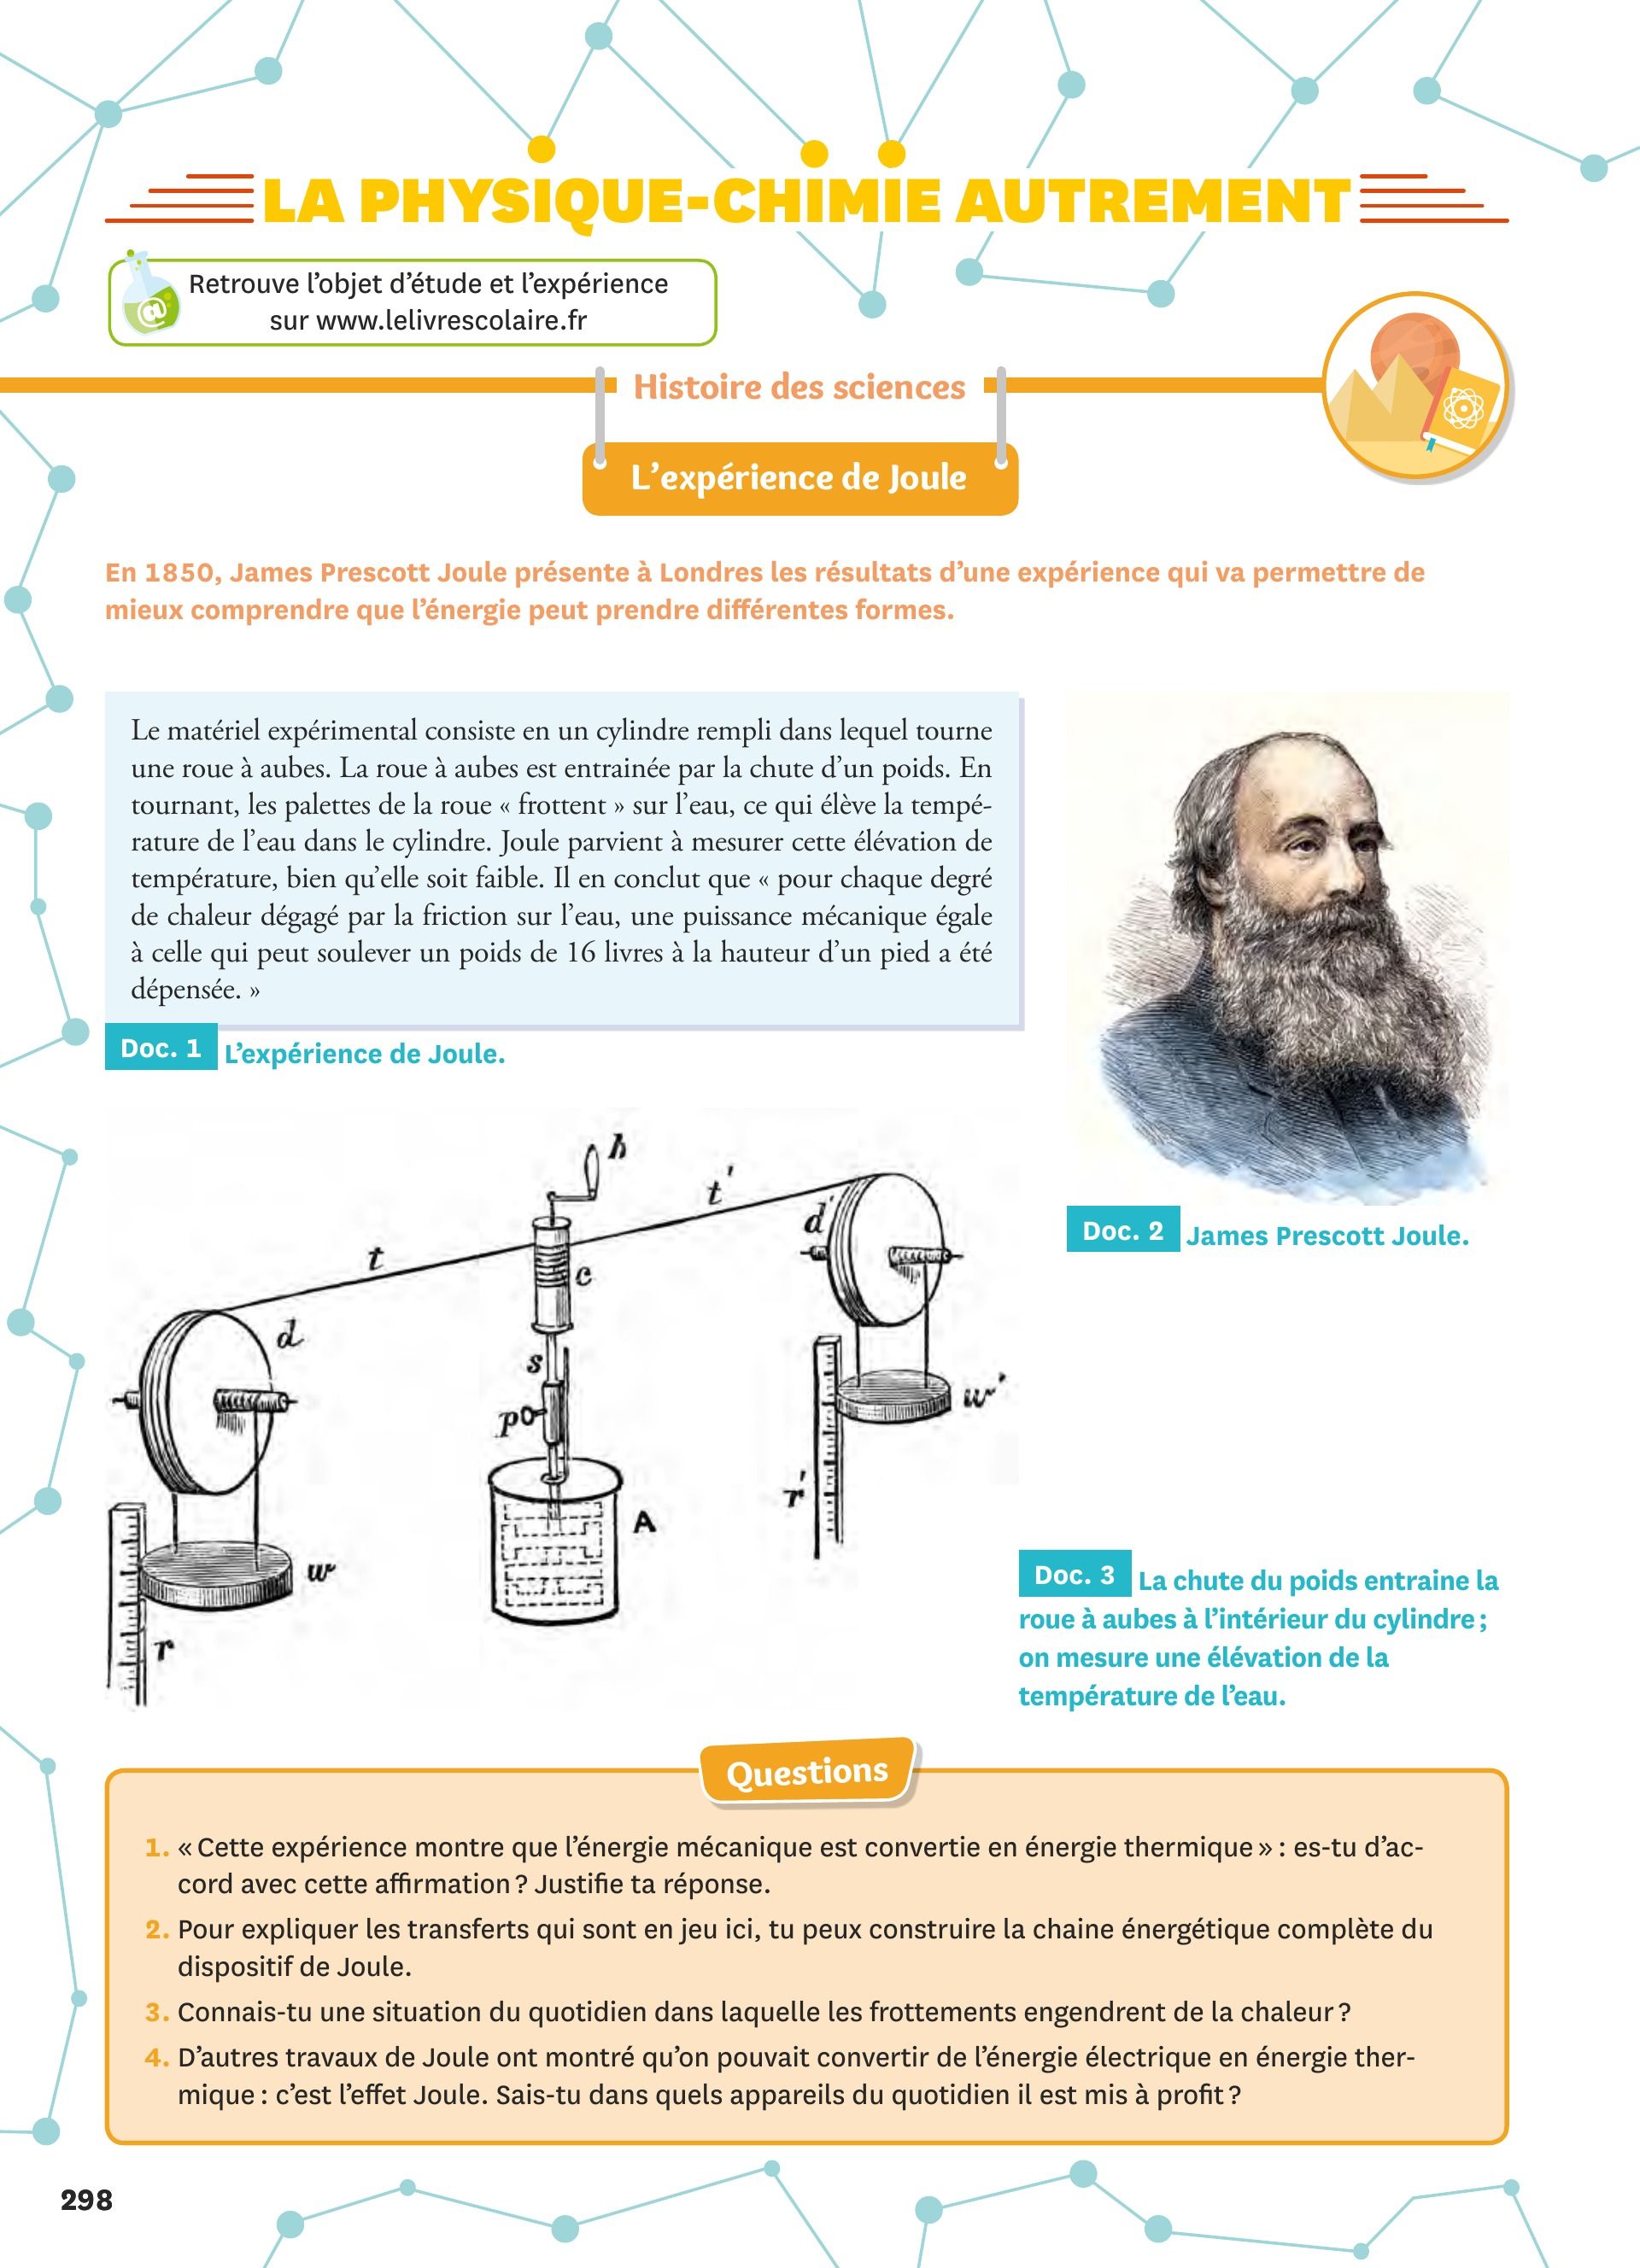 LA PHYSIQUE-CHIMIE AUTREMENT
Retrouve l'objet d'étude et l'expérience
sur www.lelivrescolaire.fr
Histoire des sciences
L'expérience de Joule
En 1850, James Prescott Joule présente à Londres les résultats d'une expérience qui va permettre de
mieux comprendre que l'énergie peut prendre différentes formes.
Le matériel expérimental consiste en un cylindre rempli dans lequel tourne
une roue à aubes. La roue à aubes est entrainée par la chute d'un poids. En
tournant, les palettes de la roue « frottent » sur l'eau, ce qui élève la tempé-
rature de l'eau dans le cylindre. Joule parvient à mesurer cette élévation de
température, bien qu'elle soit faible. Il en conclut que « pour chaque degré
de chaleur dégagé par la friction sur l'eau, une puissance mécanique égale
à celle qui peut soulever un poids de 16 livres à la hauteur d'un pied a été
dépensée. »
Doc. 1 L'expérience de Joule.
Doc. 2 James Prescott Joule.
h
t'
t
d'
c
d
s
p
w'
r'
A
w
r
Doc. 3 La chute du poids entraine la
roue à aubes à l'intérieur du cylindre ;
on mesure une élévation de la
température de l'eau.
Questions
1. « Cette expérience montre que l'énergie mécanique est convertie en énergie thermique » : es-tu d'ac-
cord avec cette affirmation ? Justifie ta réponse.
2. Pour expliquer les transferts qui sont en jeu ici, tu peux construire la chaine énergétique complète du
dispositif de Joule.
3. Connais-tu une situation du quotidien dans laquelle les frottements engendrent de la chaleur ?
4. D'autres travaux de Joule ont montré qu'on pouvait convertir de l'énergie électrique en énergie ther-
mique : c'est l'effet Joule. Sais-tu dans quels appareils du quotidien il est mis à profit ?
298